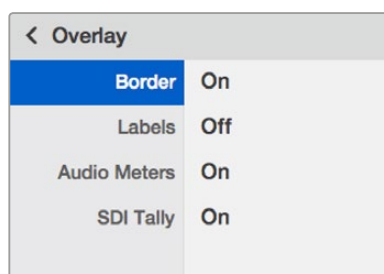 < Overlay
Border On
Labels Off
Audio Meters On
SDI Tally On